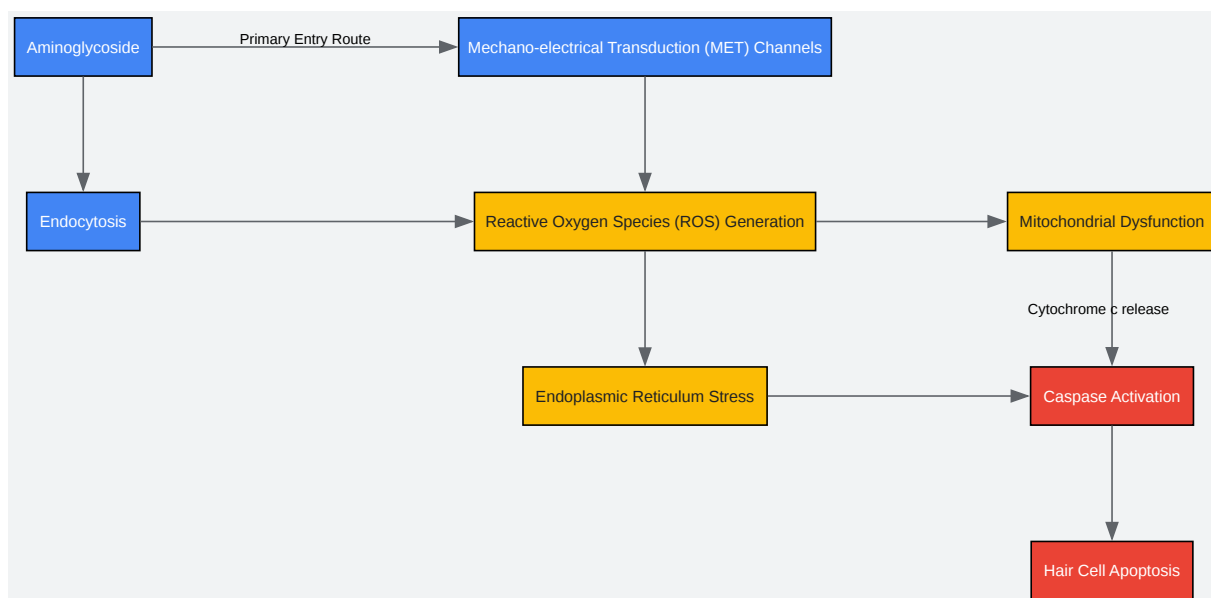 Aminoglycoside
Primary Entry Route
Mechano-electrical Transduction (MET) Channels
Endocytosis
Reactive Oxygen Species (ROS) Generation
Mitochondrial Dysfunction
Cytochrome c release
Endoplasmic Reticulum Stress
Caspase Activation
Hair Cell Apoptosis